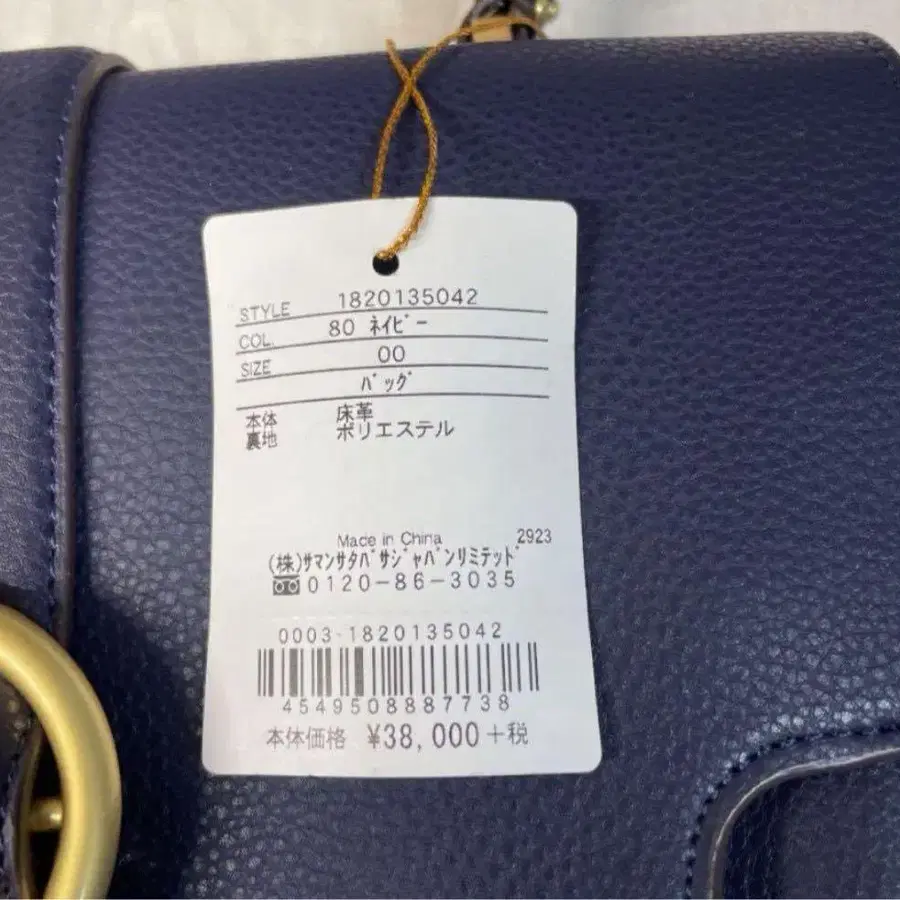 STYLE 1820135042
COL. 80 ﾈｲﾋﾞｰ
SIZE 00
ﾊﾞｯｸﾞ
本体 床革
裏地 ポリエステル
Made in China 2923
(株)ｻﾏﾝｻﾀﾊﾞｻｼﾞｬﾊﾟﾝﾘﾐﾃｯﾄﾞ
0120-86-3035
0003-1820135042
4549508887738
本体価格 ¥38,000+税